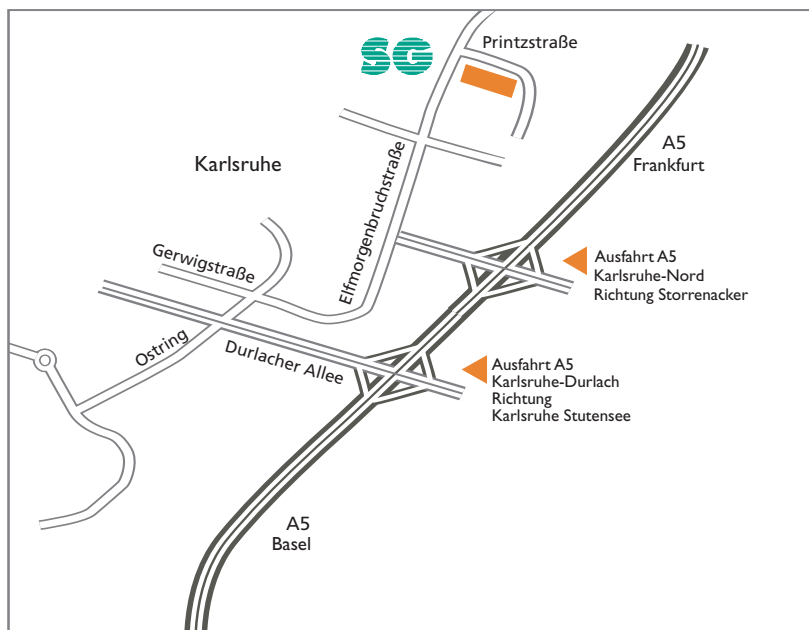 SG
Printzstraße
A5
Frankfurt
Karlsruhe
Elfmorgenbruchstraße
Gerwigstraße
Ausfahrt A5
Karlsruhe-Nord
Richtung Storrenacker
Ostring
Durlacher Allee
Ausfahrt A5
Karlsruhe-Durlach
Richtung
Karlsruhe Stutensee
A5
Basel